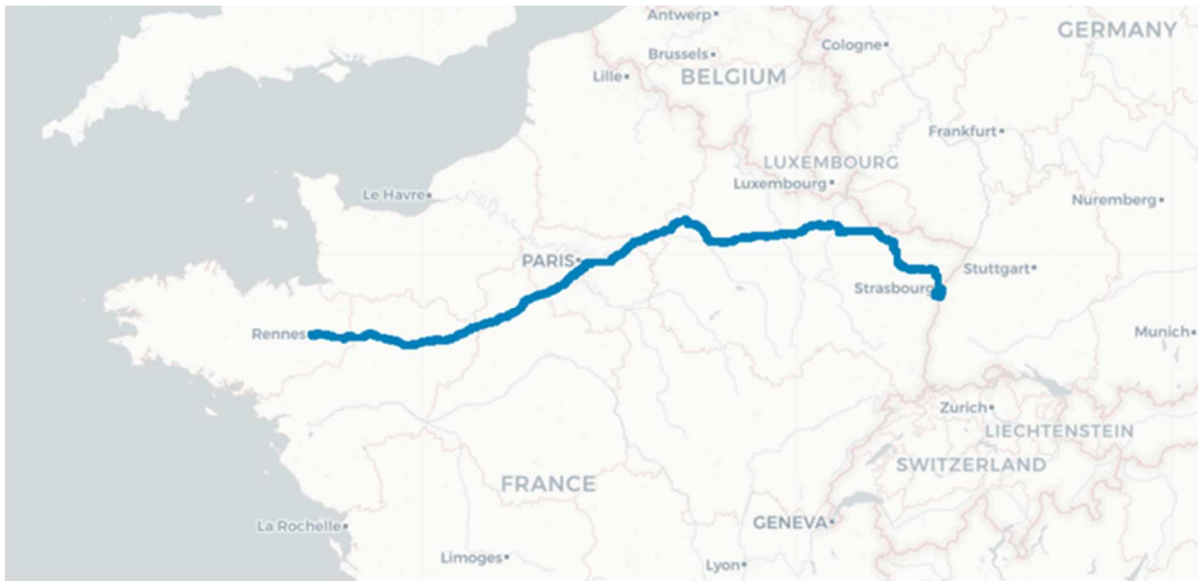 Antwerp
GERMANY
Cologne
Brussels
Lille
BELGIUM
Frankfurt
LUXEMBOURG
Luxembourg
Le Havre
Nuremberg
PARIS
Stuttgart
Strasbourg
Rennes
Munich
Zurich
LIECHTENSTEIN
SWITZERLAND
FRANCE
La Rochelle
GENEVA
Limoges
Lyon